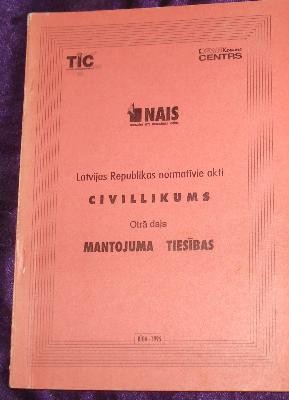 TIC
CENTRS
NAIS
Latvijas Republikas normatīvie akti
CIVILLIKUMS
Otrā daļa
MANTOJUMA TIESĪBAS